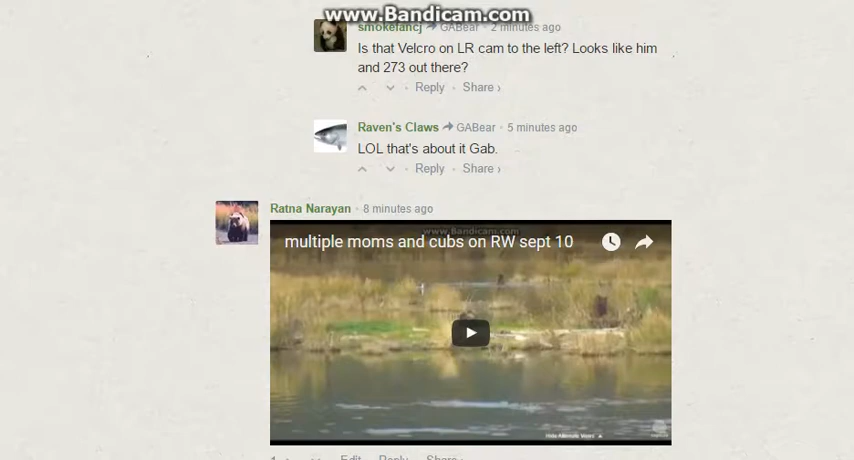 www.Bandicam.com
smokefancj GABear · 2 minutes ago
Is that Velcro on LR cam to the left? Looks like him
and 273 out there?
· Reply · Share ›
Raven's Claws GABear · 5 minutes ago
LOL that's about it Gab.
· Reply · Share ›
Ratna Narayan · 8 minutes ago
www.Bandicam.com
multiple moms and cubs on RW sept 10
Edit · Reply · Share ›